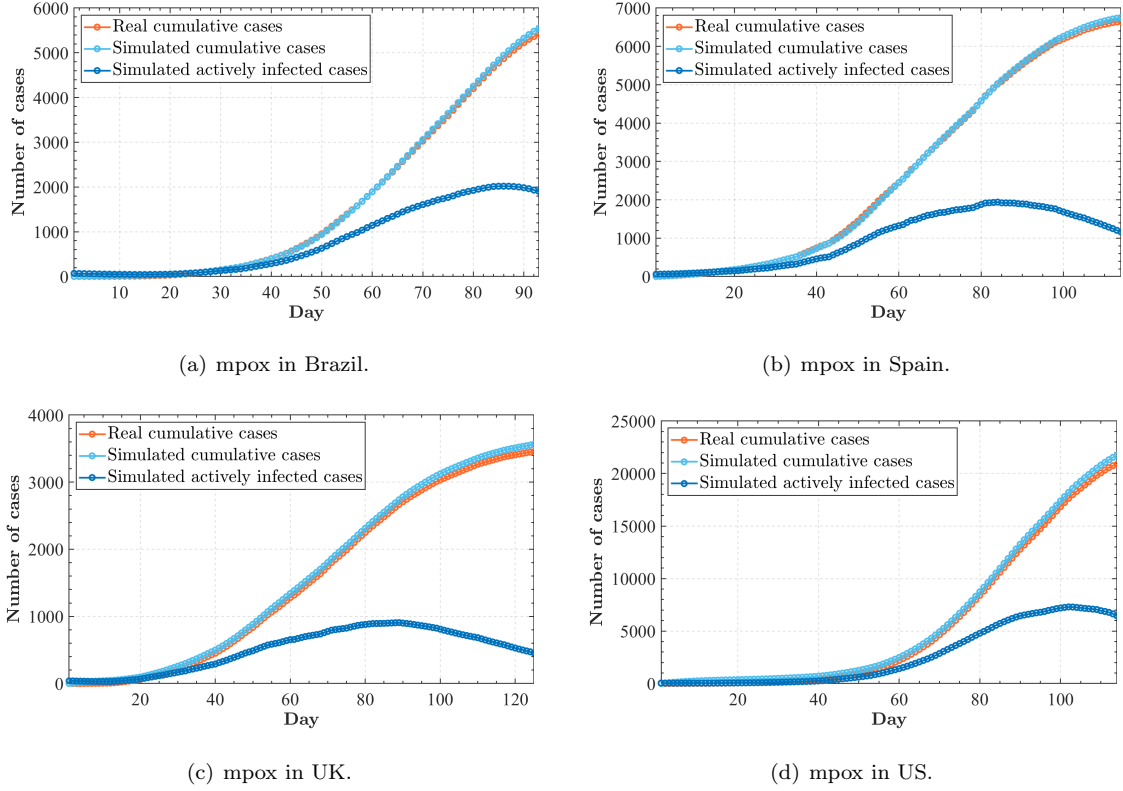 Number of cases
6000
5000
4000
3000
2000
1000
0
Real cumulative cases
Simulated cumulative cases
Simulated actively infected cases
10 20 30 40 50 60 70 80 90
Day
(a) mpox in Brazil.
Number of cases
7000
6000
5000
4000
3000
2000
1000
0
Real cumulative cases
Simulated cumulative cases
Simulated actively infected cases
20 40 60 80 100
Day
(b) mpox in Spain.
Number of cases
4000
3000
2000
1000
0
Real cumulative cases
Simulated cumulative cases
Simulated actively infected cases
20 40 60 80 100 120
Day
(c) mpox in UK.
Number of cases
25000
20000
15000
10000
5000
0
Real cumulative cases
Simulated cumulative cases
Simulated actively infected cases
20 40 60 80 100
Day
(d) mpox in US.